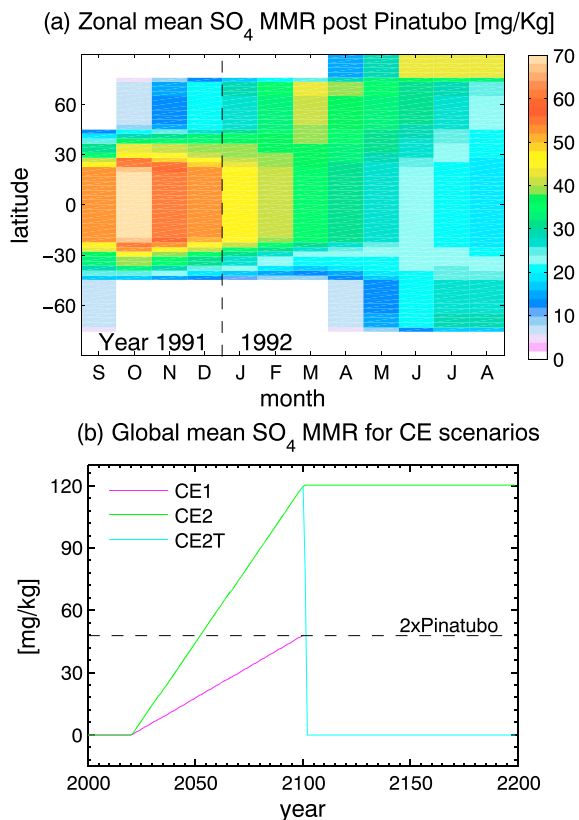 (a) Zonal mean SO4 MMR post Pinatubo [mg/Kg]
latitude
60
30
0
−30
−60
Year 1991
1992
S O N D J F M A M J J A
month
70
60
50
40
30
20
10
0
(b) Global mean SO4 MMR for CE scenarios
[mg/kg]
120
90
60
30
0
CE1
CE2
CE2T
2xPinatubo
2000 2050 2100 2150 2200
year